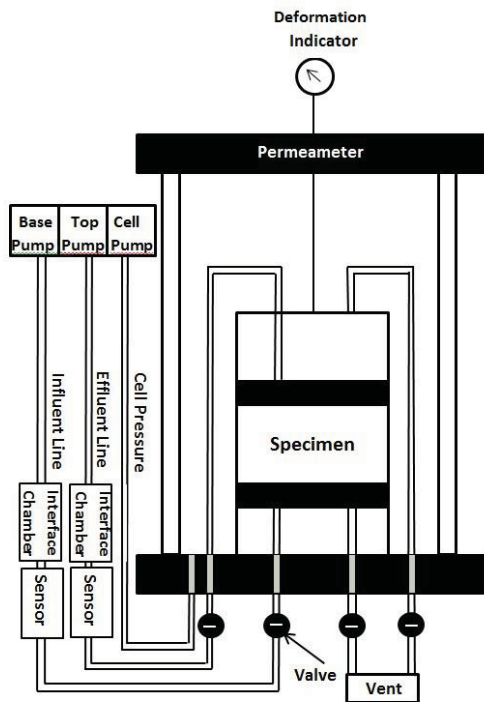 Deformation
Indicator
Permeameter
Base
Pump
Top
Pump
Cell
Pump
Influent Line
Effluent Line
Cell Pressure
Specimen
Interface
Chamber
Interface
Chamber
Sensor
Sensor
Valve
Vent